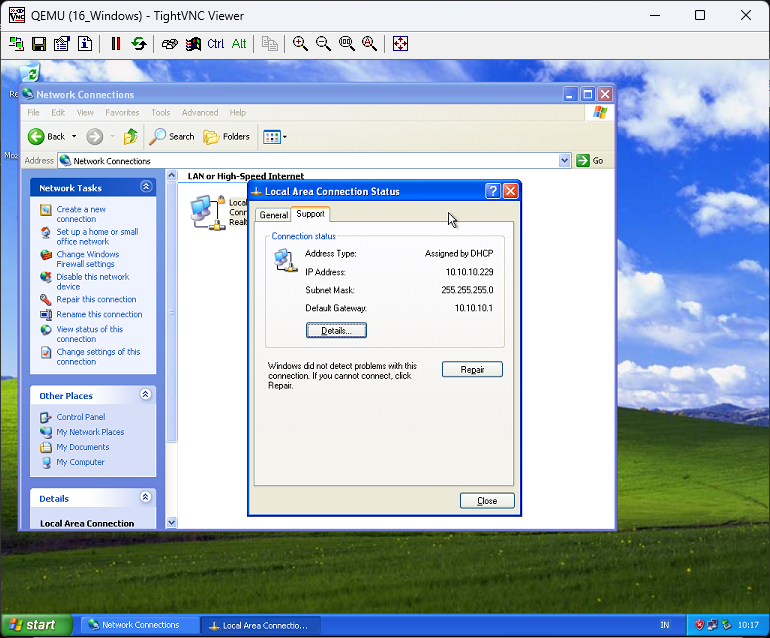 QEMU (16_Windows) - TightVNC Viewer
Ctrl Alt
Network Connections
File Edit View Favorites Tools Advanced Help
Back Search Folders
Address Network Connections Go
LAN or High-Speed Internet
Network Tasks
Create a new
connection
Set up a home or small
office network
Change Windows
Firewall settings
Disable this network
device
Repair this connection
Rename this connection
View status of this
connection
Change settings of this
connection
Other Places
Control Panel
My Network Places
My Documents
My Computer
Details
Local Area Connection
Local
Conn
Realt
Local Area Connection Status
General Support
Connection status
Address Type: Assigned by DHCP
IP Address: 10.10.10.229
Subnet Mask: 255.255.255.0
Default Gateway: 10.10.10.1
Details...
Windows did not detect problems with this
connection. If you cannot connect, click
Repair.
Repair
Close
Re
Moz
start Network Connections Local Area Connectio... IN 10:17